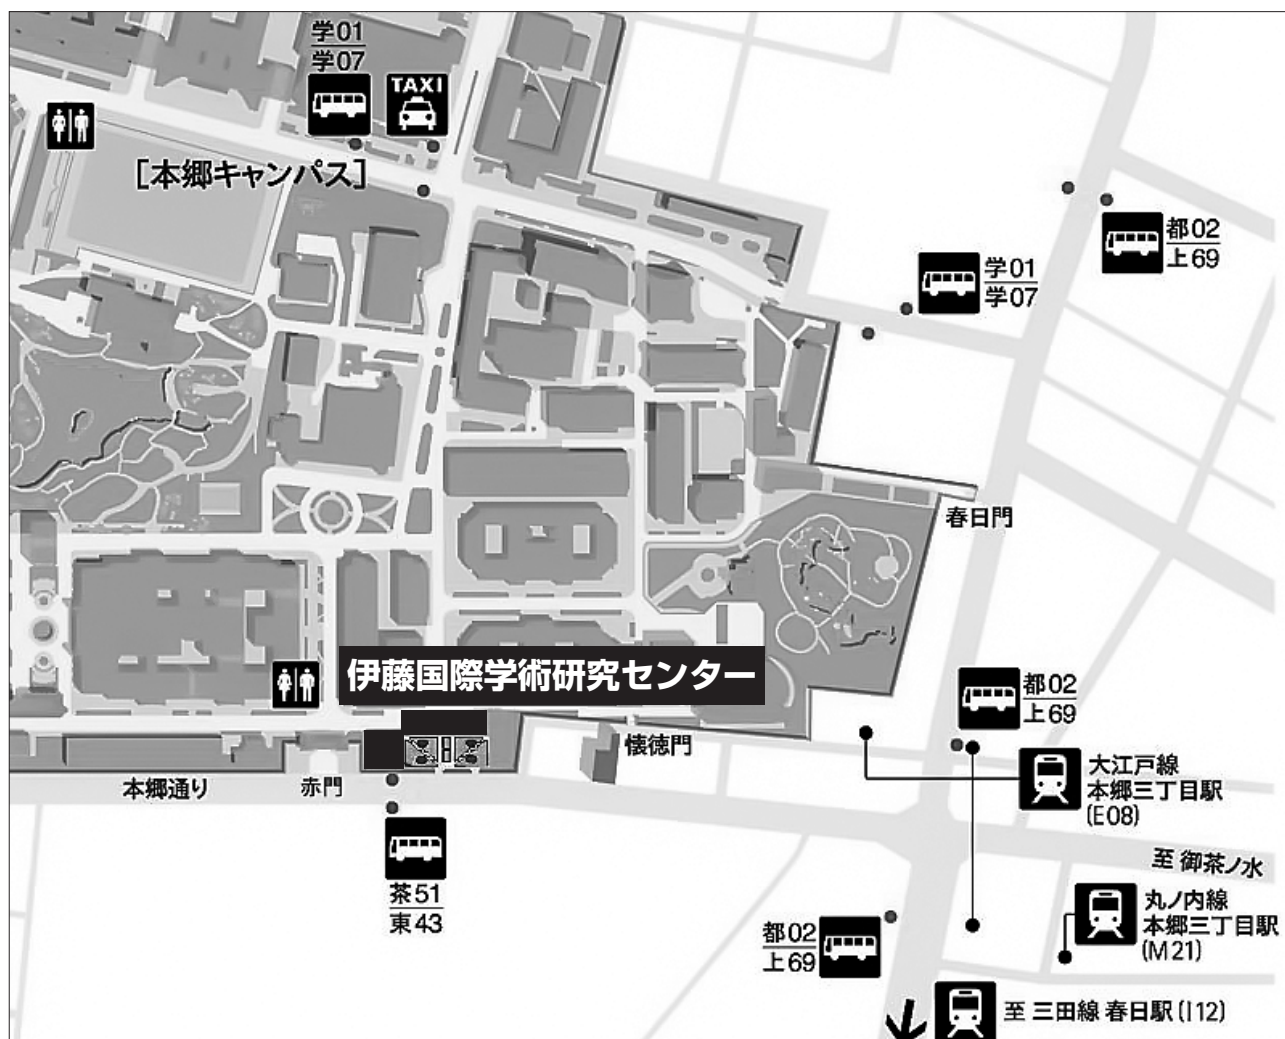 学01
学07
TAXI
[本郷キャンパス]
都02
上69
学01
学07
春日門
伊藤国際学術研究センター
都02
上69
懐徳門
大江戸線
本郷三丁目駅
(E08)
本郷通り
赤門
至 御茶ノ水
茶51
東43
丸ノ内線
本郷三丁目駅
(M21)
都02
上69
至 三田線 春日駅 (I12)